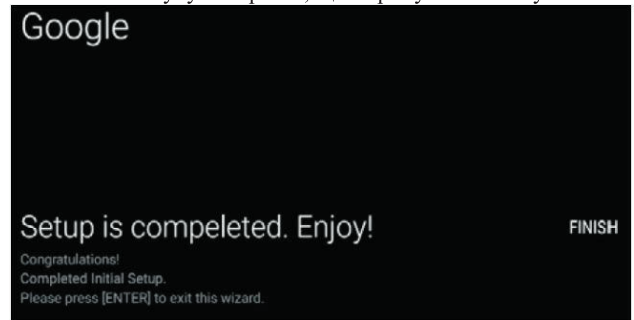 Google
Setup is compeleted. Enjoy!
FINISH
Congratulations!
Completed Initial Setup.
Please press [ENTER] to exit this wizard.